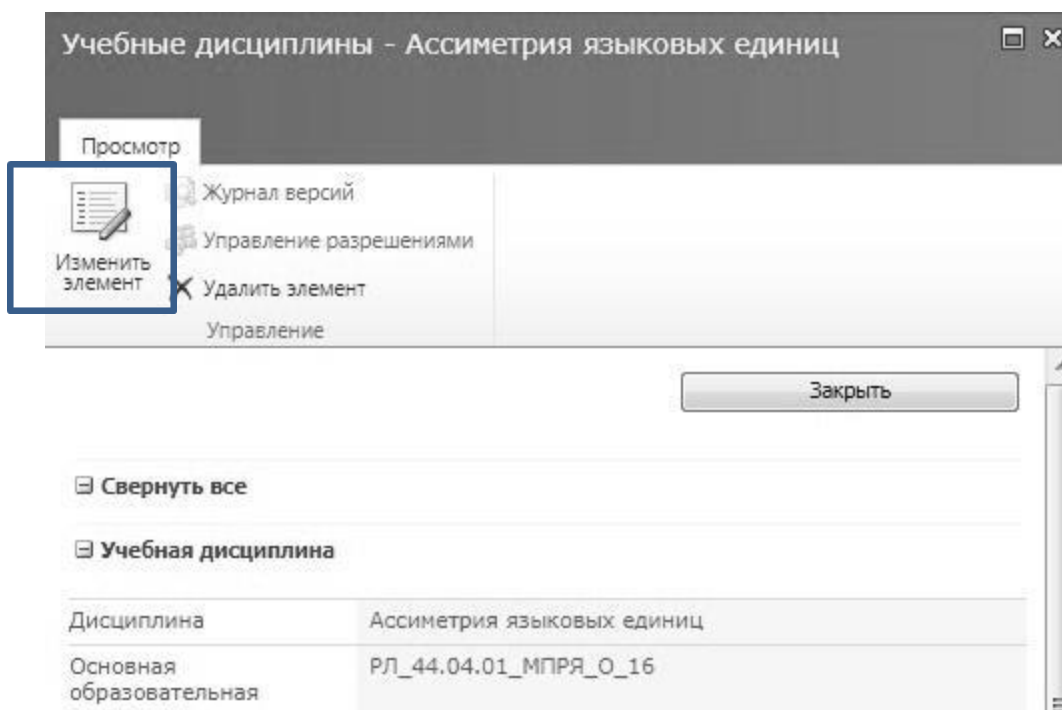 Учебные дисциплины - Ассиметрия языковых единиц
Просмотр
Изменить
элемент
Журнал версий
Управление разрешениями
Удалить элемент
Управление
Закрыть
Свернуть все
Учебная дисциплина
Дисциплина Ассиметрия языковых единиц
Основная РЛ_44.04.01_МПРЯ_О_16
образовательная